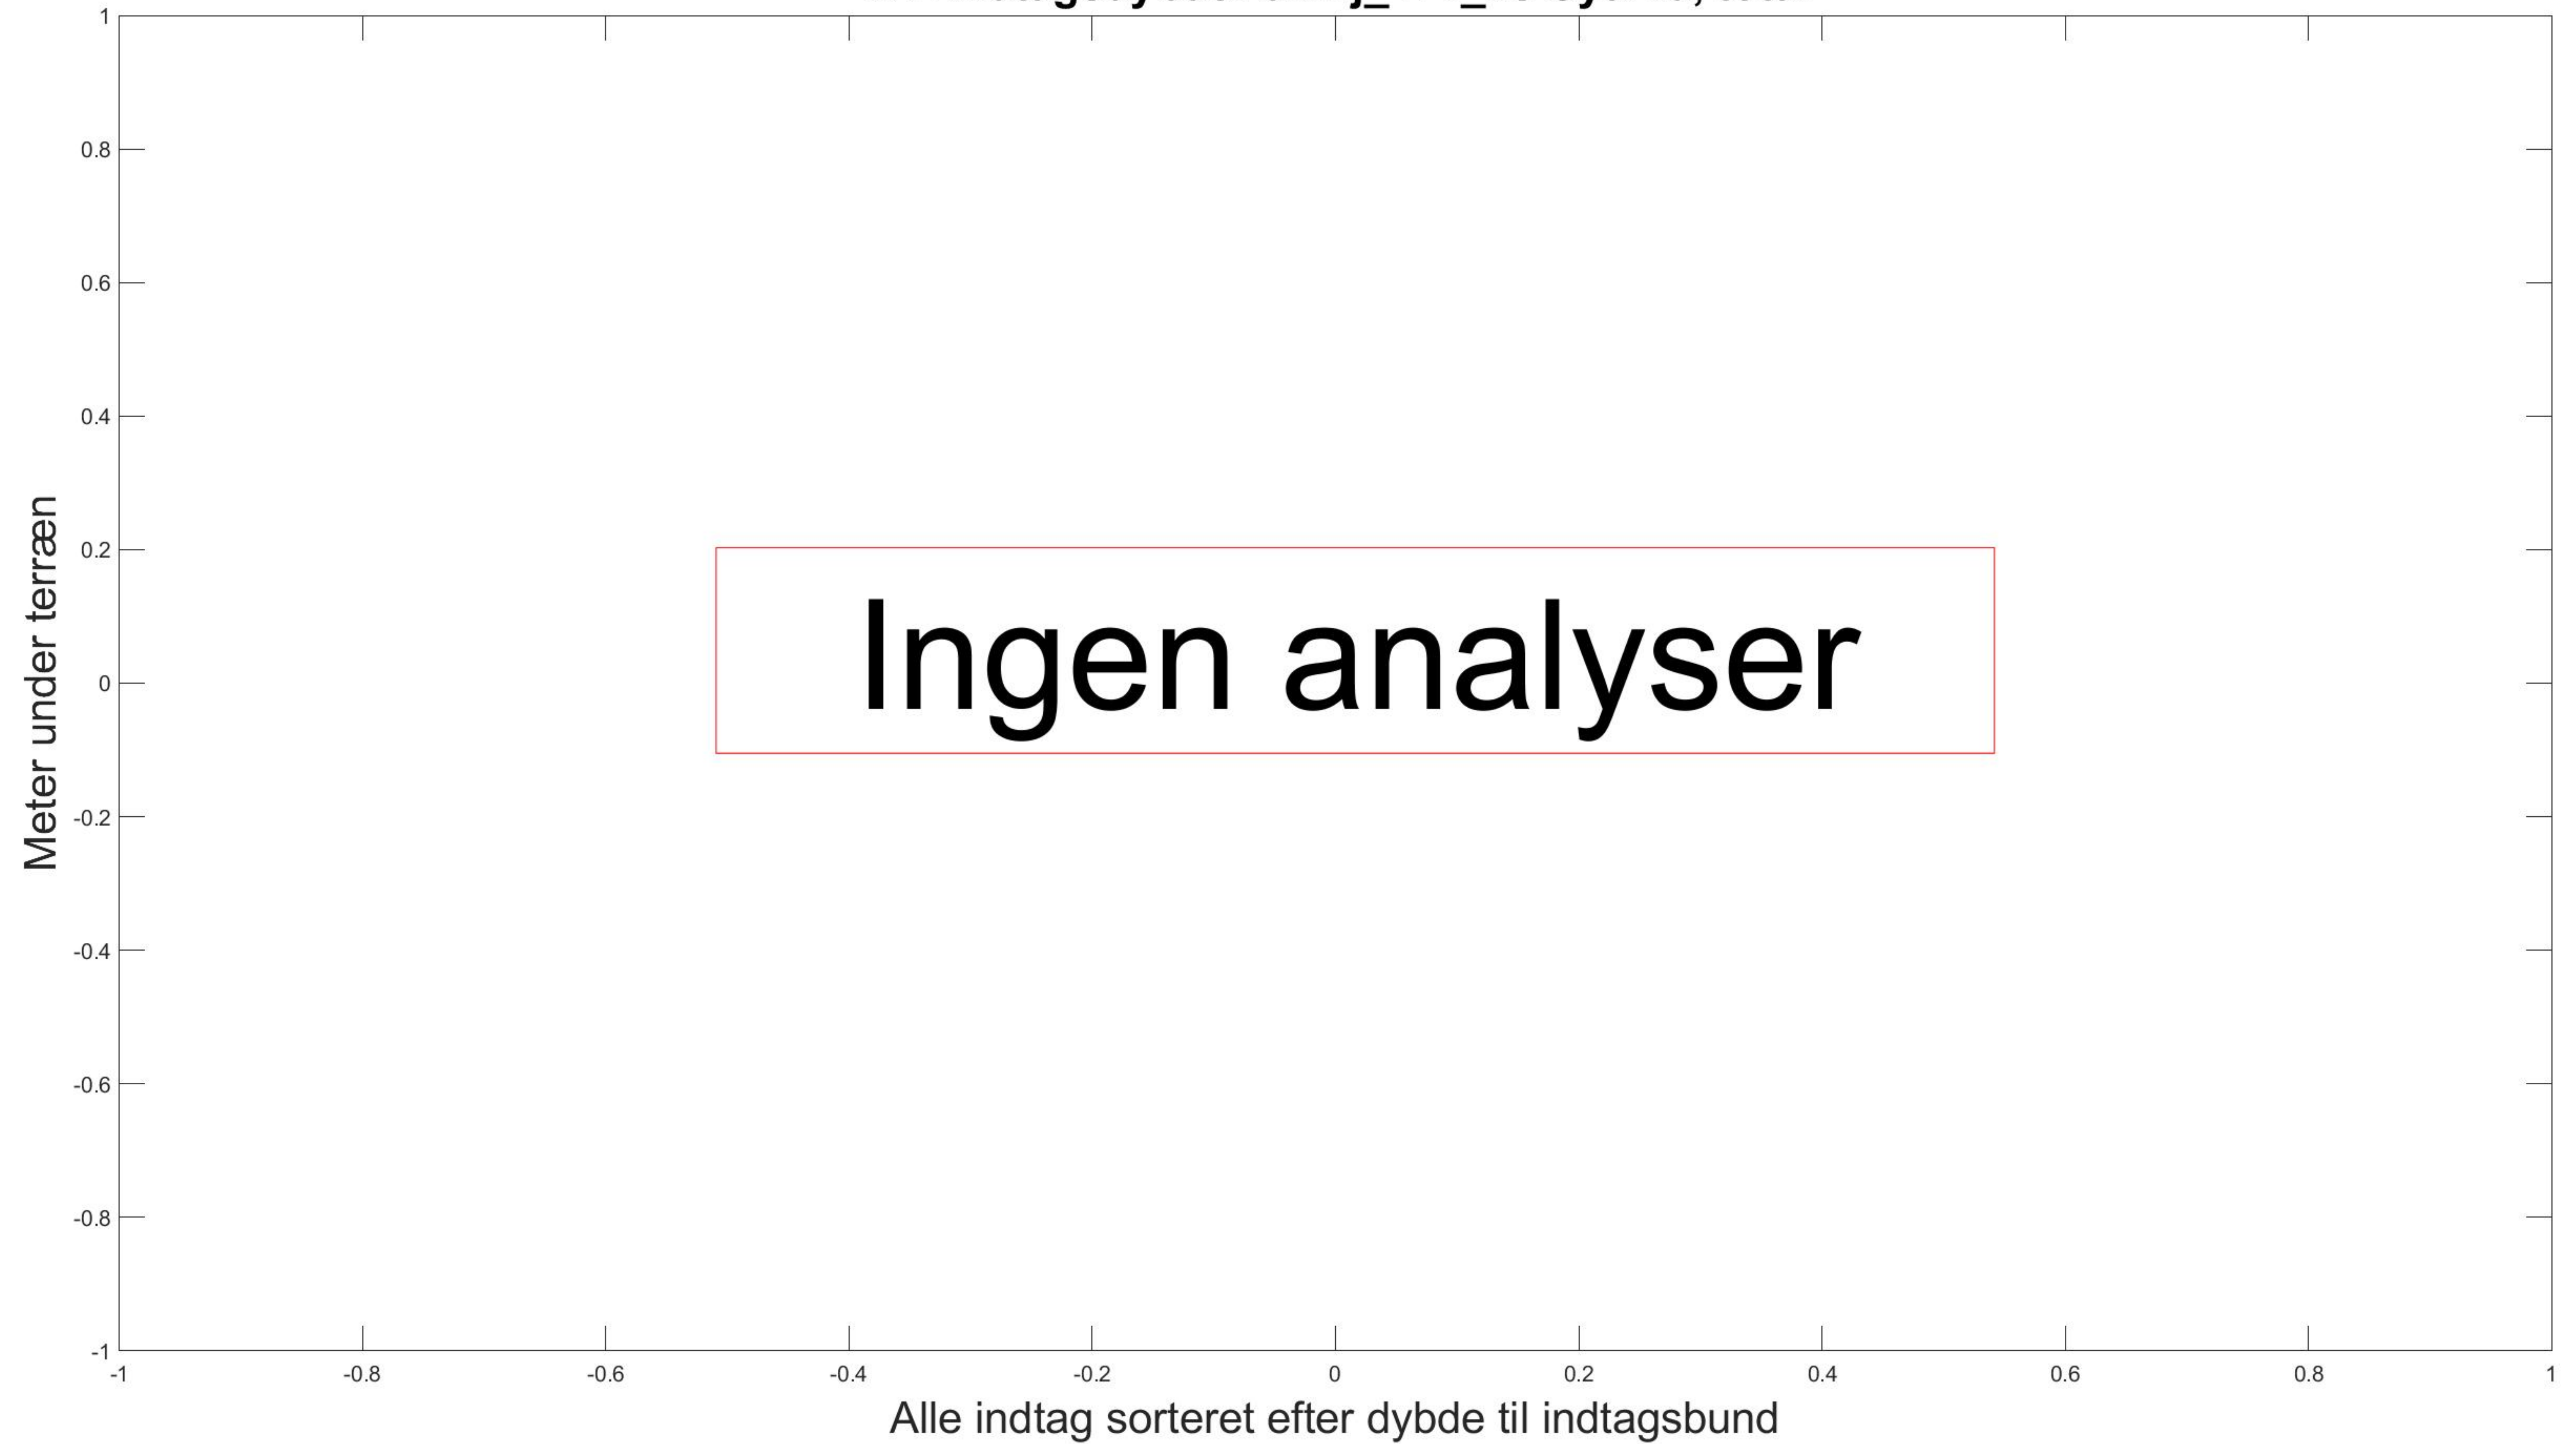 1
0.8
0.6
0.4
0.2
0
-0.2
-0.4
-0.6
-0.8
-1
Meter under terræn
Ingen analyser
-1 -0.8 -0.6 -0.4 -0.2 0 0.2 0.4 0.6 0.8 1
Alle indtag sorteret efter dybde til indtagsbund